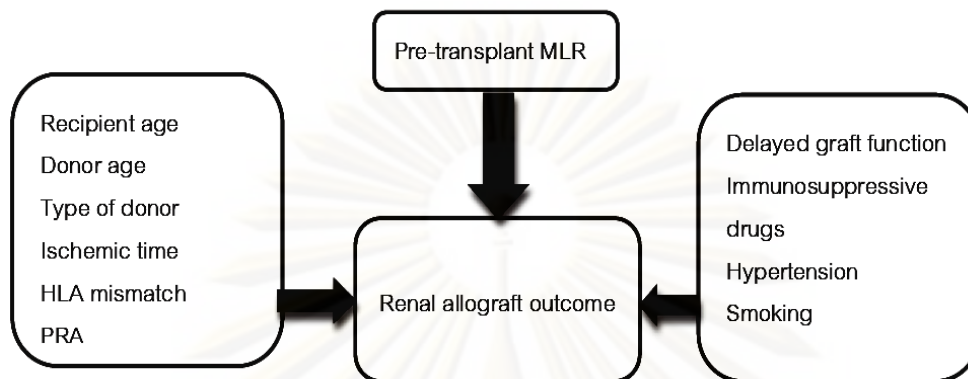 Pre-transplant MLR
Recipient age
Donor age
Type of donor
Ischemic time
HLA mismatch
PRA
Renal allograft outcome
Delayed graft function
Immunosuppressive
drugs
Hypertension
Smoking